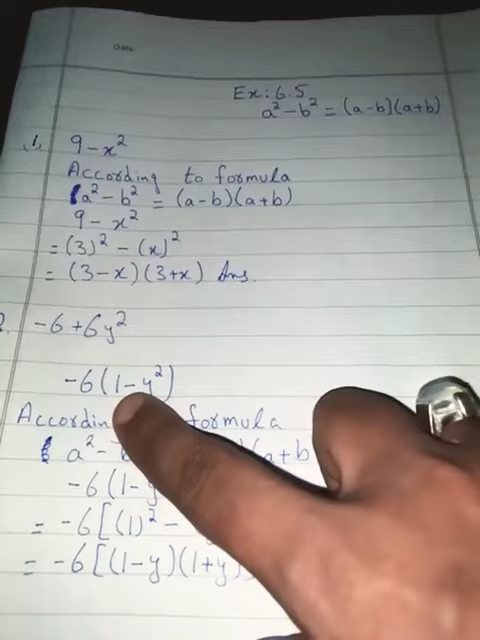 Date
Ex: 6.5
a² - b² = (a-b)(a+b)
1. 9 - x²
According to formula
a² - b² = (a-b)(a+b)
9 - x²
= (3)² - (x)²
= (3-x)(3+x) Ans.
2. -6 + 6y²
-6(1-y²)
formula
a² - (a+b
-6(1-y
= -6[(1)² -
= -6[(1-y)(1+y)